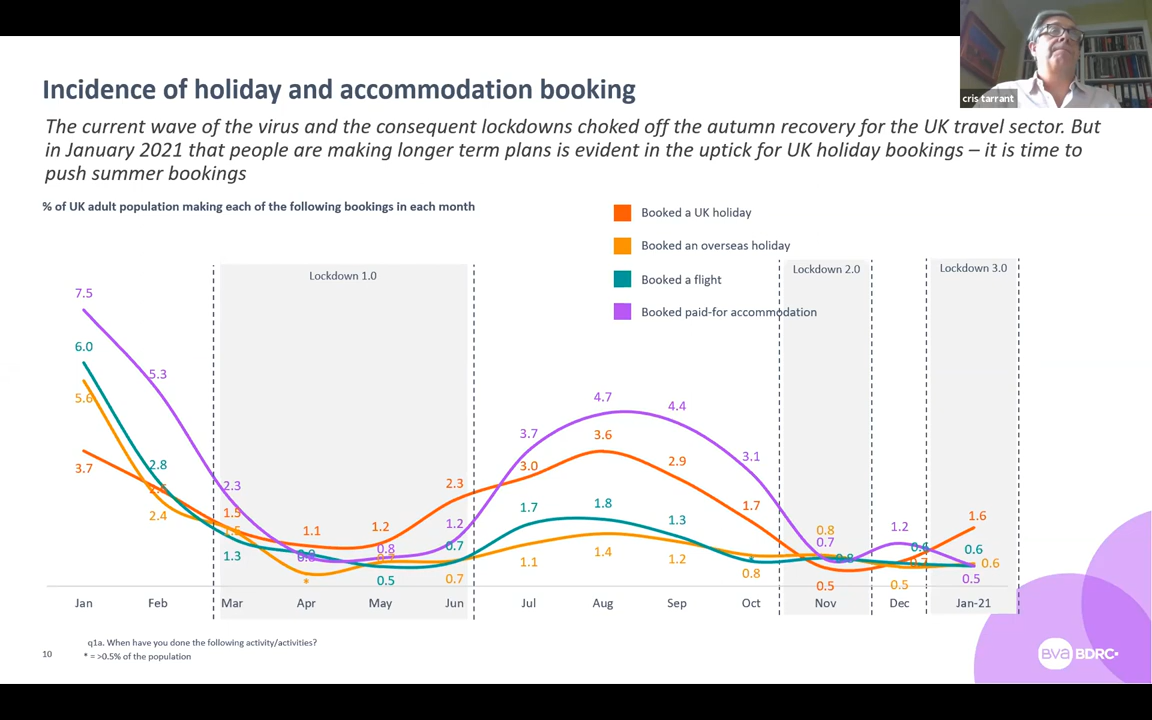 cris tarrant
Incidence of holiday and accommodation booking
The current wave of the virus and the consequent lockdowns choked off the autumn recovery for the UK travel sector. But
in January 2021 that people are making longer term plans is evident in the uptick for UK holiday bookings – it is time to
push summer bookings
% of UK adult population making each of the following bookings in each month
Booked a UK holiday
Booked an overseas holiday
Booked a flight
Booked paid-for accommodation
Lockdown 1.0
Lockdown 2.0
Lockdown 3.0
7.5
6.0
5.6
3.7
5.3
2.8
2.4
2.3
1.5
1.3
1.1
*
1.2
0.8
0.5
2.3
1.2
0.7
0.7
3.7
3.0
1.7
1.1
4.7
3.6
1.8
1.4
4.4
2.9
1.3
1.2
3.1
1.7
0.8
0.8
0.7
0.5
1.2
0.5
1.6
0.6
0.6
0.5
Jan Feb Mar Apr May Jun Jul Aug Sep Oct Nov Dec Jan-21
q1a. When have you done the following activity/activities?
* = >0.5% of the population
10
BVA BDRC